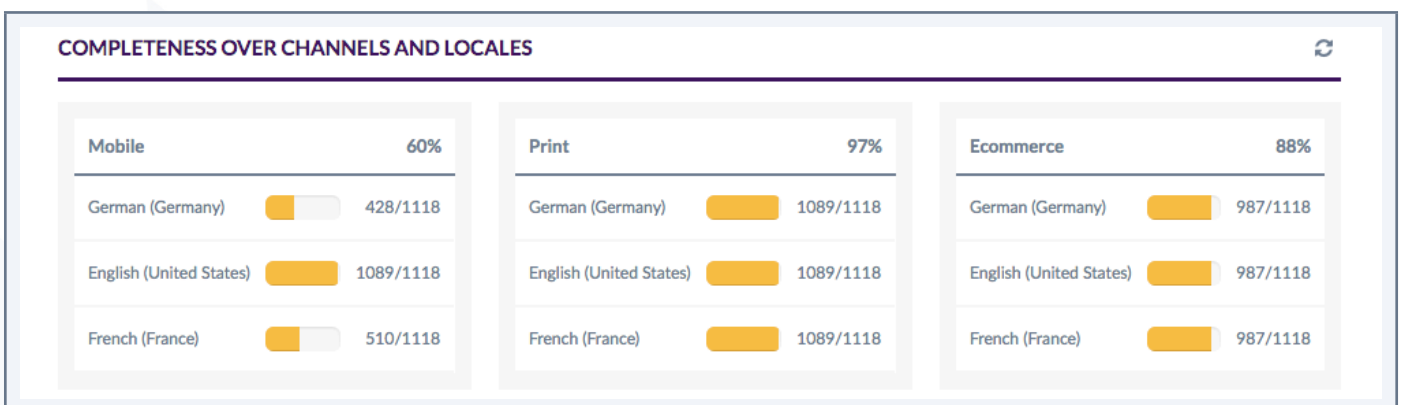 COMPLETENESS OVER CHANNELS AND LOCALES
Mobile 60%
German (Germany) 428/1118
English (United States) 1089/1118
French (France) 510/1118
Print 97%
German (Germany) 1089/1118
English (United States) 1089/1118
French (France) 1089/1118
Ecommerce 88%
German (Germany) 987/1118
English (United States) 987/1118
French (France) 987/1118